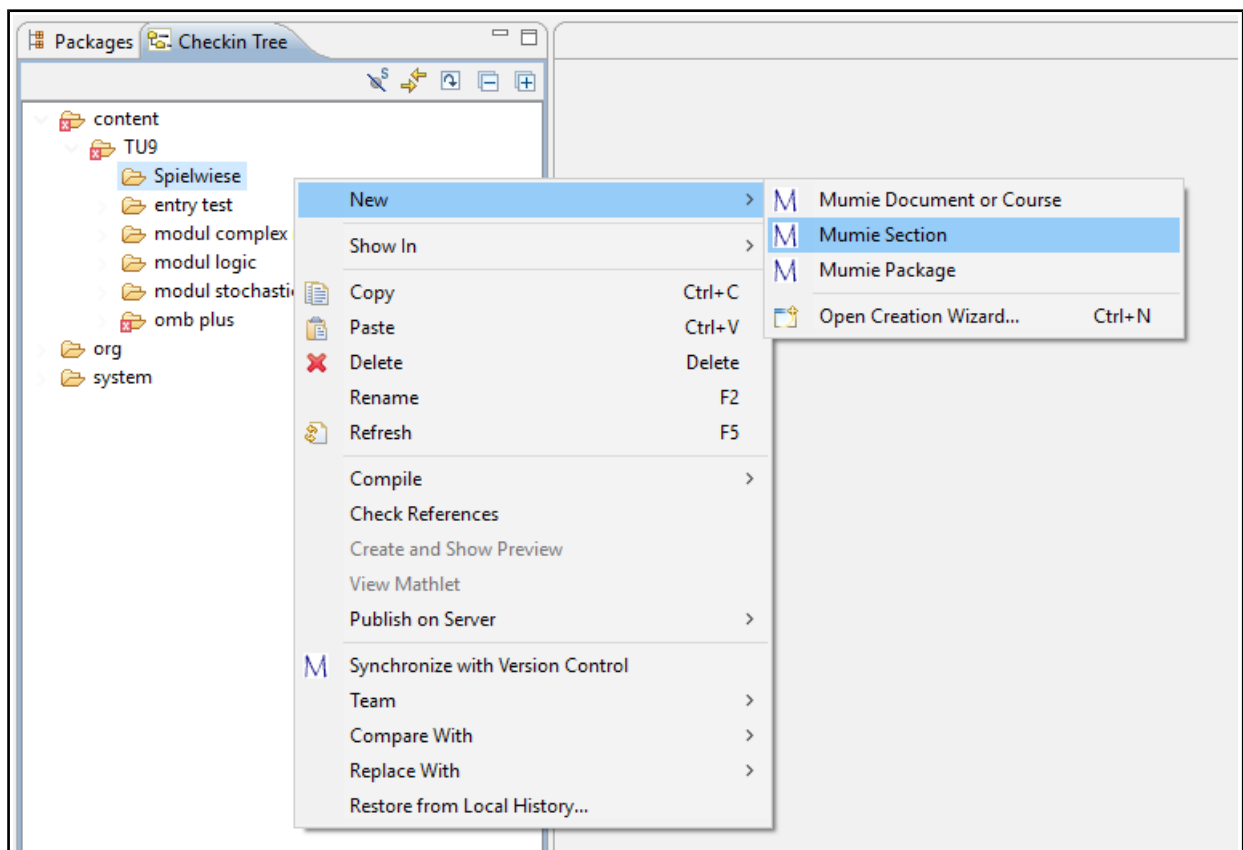 Packages Checkin Tree
S
content
TU9
Spielwiese
entry test
modul complex
modul logic
modul stochasti
omb plus
org
system
New
Show In
Copy Ctrl+C
Paste Ctrl+V
Delete Delete
Rename F2
Refresh F5
Compile
Check References
Create and Show Preview
View Mathlet
Publish on Server
M Synchronize with Version Control
Team
Compare With
Replace With
Restore from Local History...
M Mumie Document or Course
M Mumie Section
M Mumie Package
Open Creation Wizard... Ctrl+N